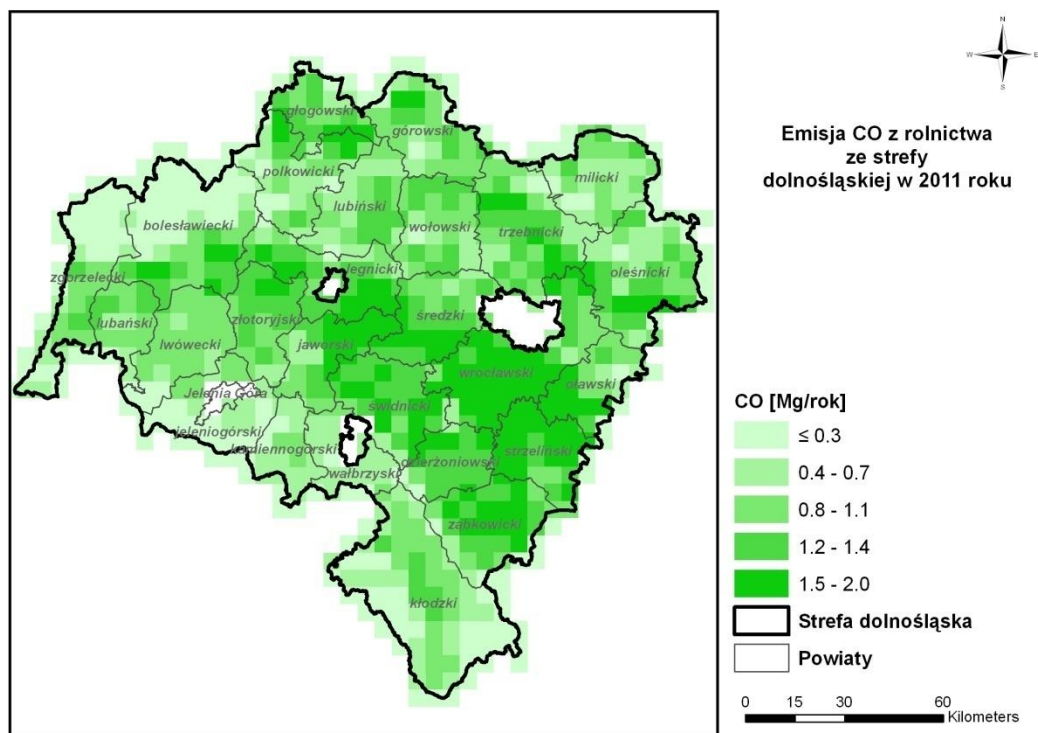 N
W E
S
Emisja CO z rolnictwa
ze strefy
dolnośląskiej w 2011 roku
głogowski
górowski
polkowicki
milicki
lubiński
bolesławiecki
wołowski
trzebnicki
zgorzelecki
legnicki
oleśnicki
lubański
złotoryjski
średzki
lwówecki
jaworski
wrocławski
oławski
Jelenia Góra
świdnicki
jeleniogórski
kamiennogórski
dzierżoniowski
strzeliński
wałbrzyski
ząbkowicki
kłodzki
CO [Mg/rok]
≤ 0.3
0.4 - 0.7
0.8 - 1.1
1.2 - 1.4
1.5 - 2.0
Strefa dolnośląska
Powiaty
0 15 30 60
Kilometers